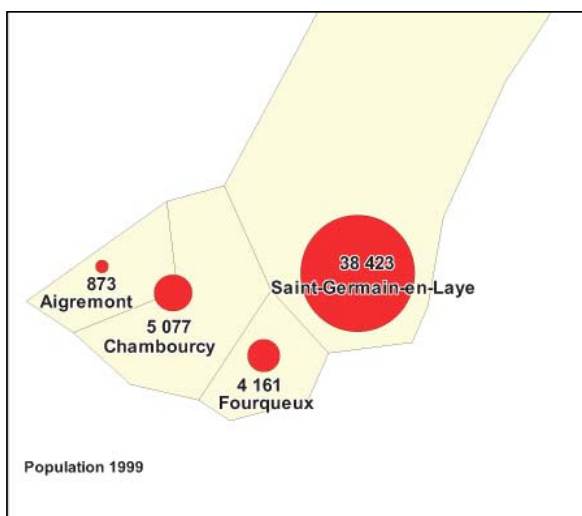 38 423
Saint-Germain-en-Laye
873
Aigremont
5 077
Chambourcy
4 161
Fourqueux
Population 1999